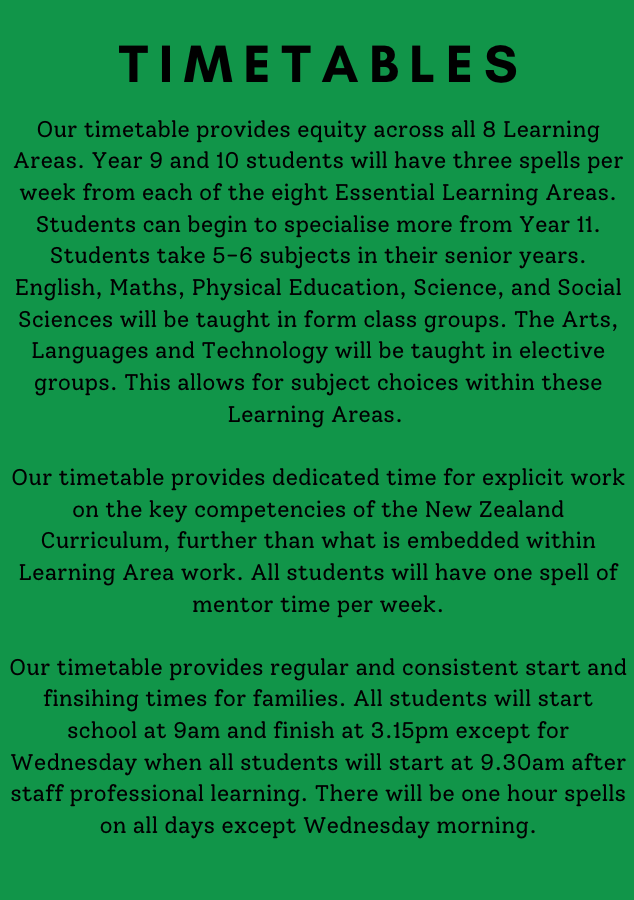 TIMETABLES
Our timetable provides equity across all 8 Learning
Areas. Year 9 and 10 students will have three spells per
week from each of the eight Essential Learning Areas.
Students can begin to specialise more from Year 11.
Students take 5-6 subjects in their senior years.
English, Maths, Physical Education, Science, and Social
Sciences will be taught in form class groups. The Arts,
Languages and Technology will be taught in elective
groups. This allows for subject choices within these
Learning Areas.
Our timetable provides dedicated time for explicit work
on the key competencies of the New Zealand
Curriculum, further than what is embedded within
Learning Area work. All students will have one spell of
mentor time per week.
Our timetable provides regular and consistent start and
finsihing times for families. All students will start
school at 9am and finish at 3.15pm except for
Wednesday when all students will start at 9.30am after
staff professional learning. There will be one hour spells
on all days except Wednesday morning.